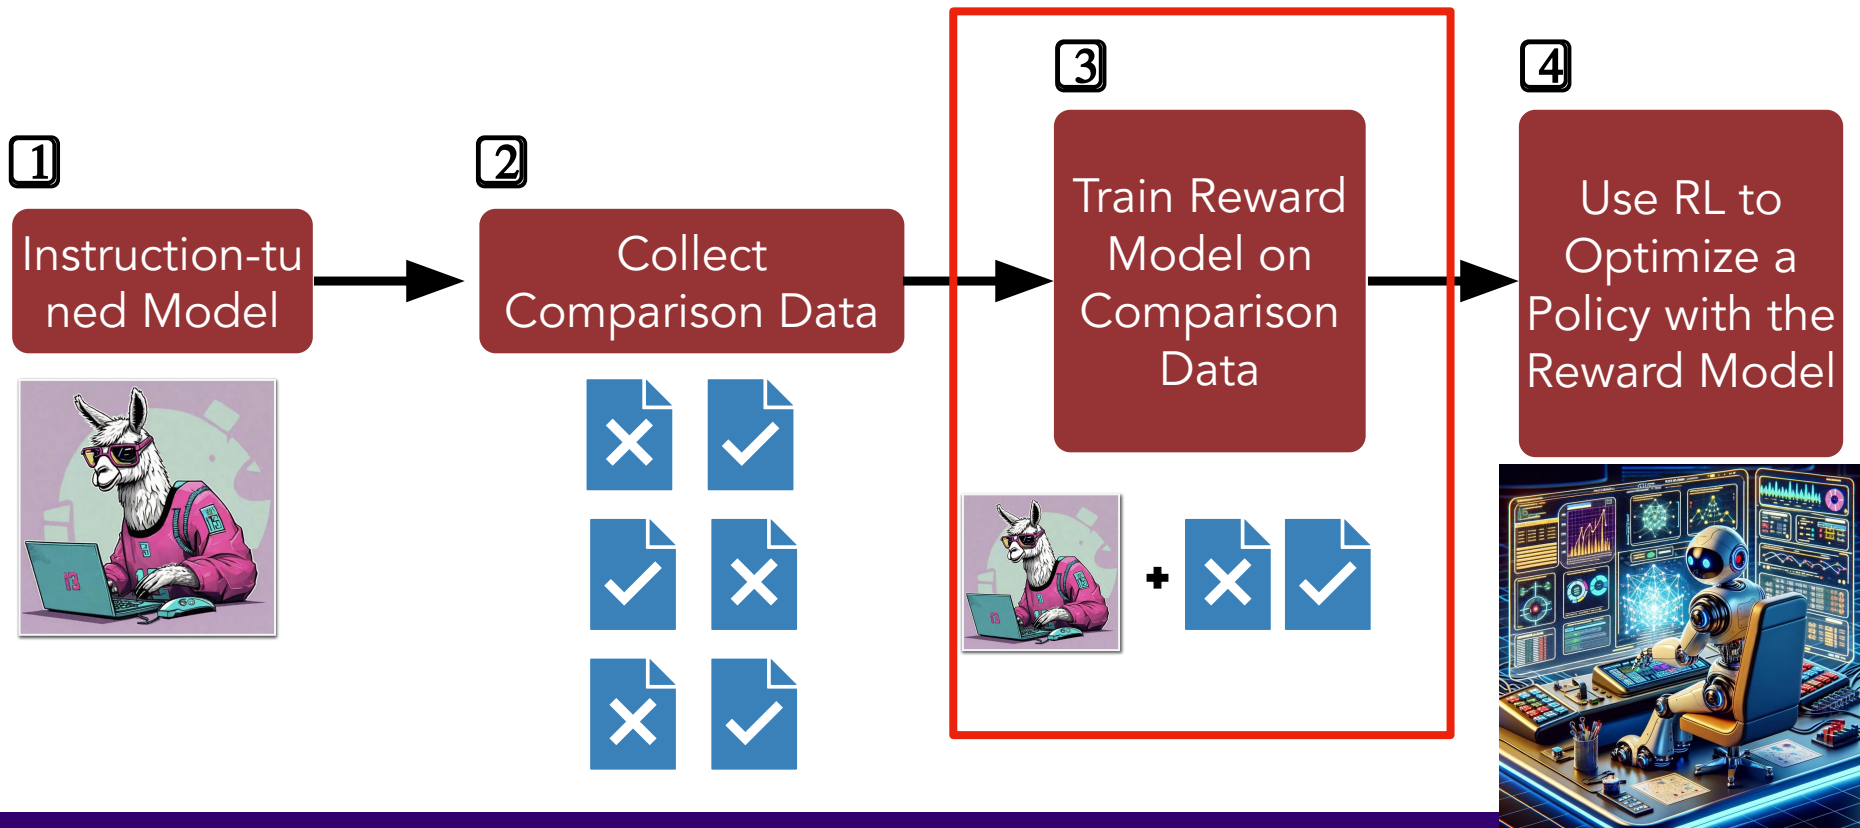 1
Instruction-tu
ned Model
2
Collect
Comparison Data
3
Train Reward
Model on
Comparison
Data
4
Use RL to
Optimize a
Policy with the
Reward Model
13